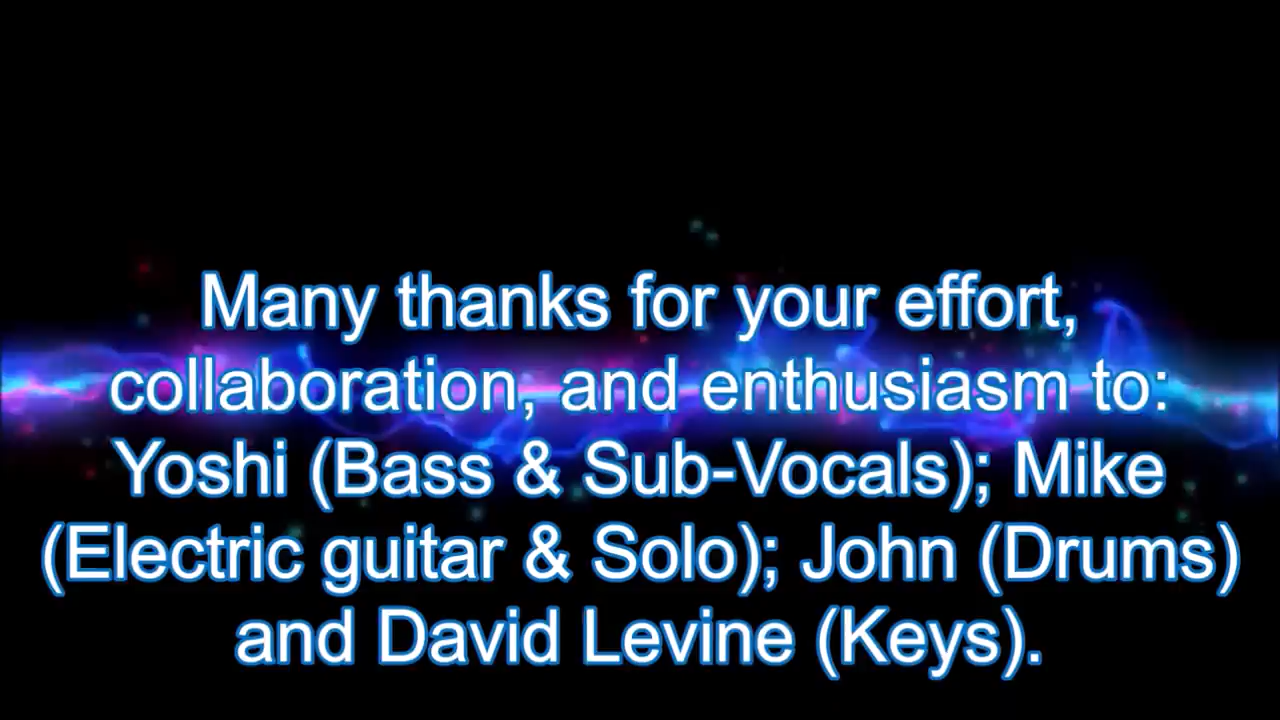 Many thanks for your effort,
collaboration, and enthusiasm to:
Yoshi (Bass & Sub-Vocals); Mike
(Electric guitar & Solo); John (Drums)
and David Levine (Keys).